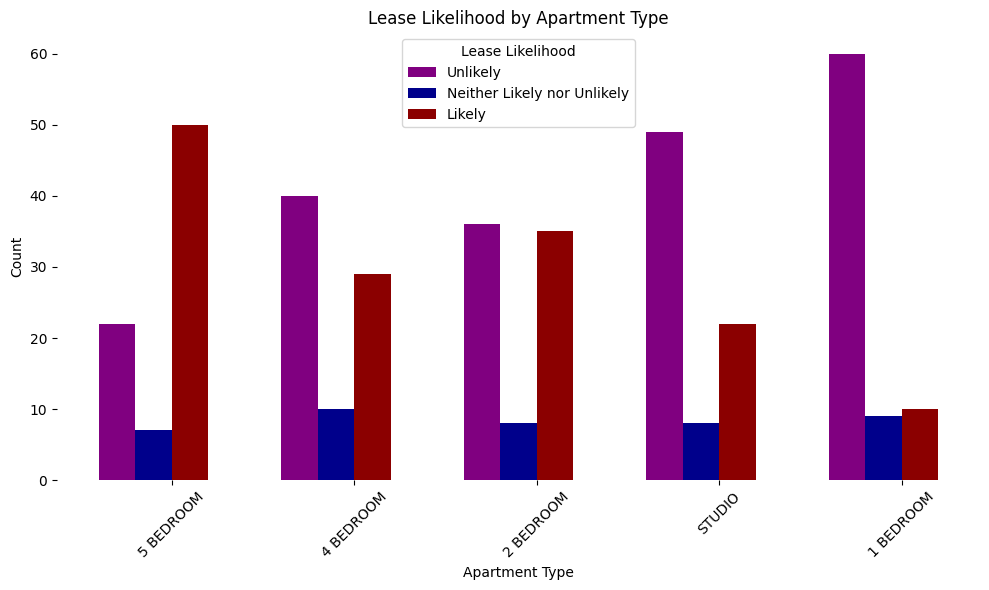 Lease Likelihood by Apartment Type
Lease Likelihood
Unlikely
Neither Likely nor Unlikely
Likely
Count
60
50
40
30
20
10
0
5 BEDROOM
4 BEDROOM
2 BEDROOM
STUDIO
1 BEDROOM
Apartment Type